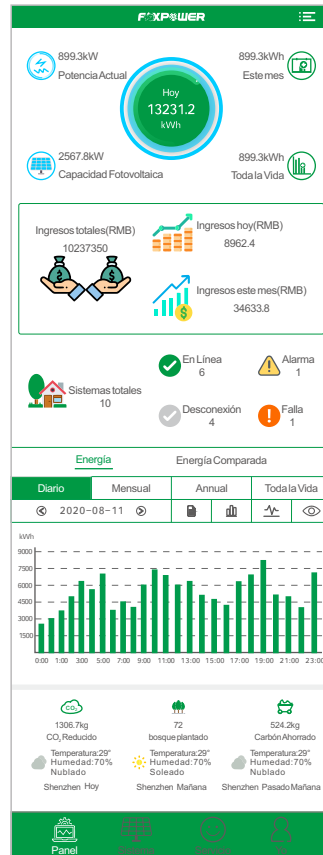 FOXPOWER
899.3kW
Potencia Actual
899.3kWh
Este mes
Hoy
13231.2
kWh
2567.8kW
Capacidad Fotovoltaica
899.3kWh
Toda la Vida
Ingresos totales(RMB)
10237350
Ingresos hoy(RMB)
8962.4
Ingresos este mes(RMB)
34633.8
Sistemas totales
10
En Línea
6
Alarma
1
Desconexión
4
Falla
1
Energía Energía Comparada
Diario Mensual Annual Toda la Vida
2020-08-11
kWh
9000
7500
6000
4500
3000
1500
0:00 1:00 3:00 5:00 7:00 9:00 11:00 13:00 15:00 17:00 19:00 21:00 23:00
CO₂
1306.7kg
CO₂ Reducido
72
bosque plantado
524.2kg
Carbón Ahorrado
Temperatura:29°
Humedad:70%
Nublado
Shenzhen Hoy
Temperatura:29°
Humedad:70%
Soleado
Shenzhen Mañana
Temperatura:29°
Humedad:70%
Nublado
Shenzhen Pasado Mañana
Panel